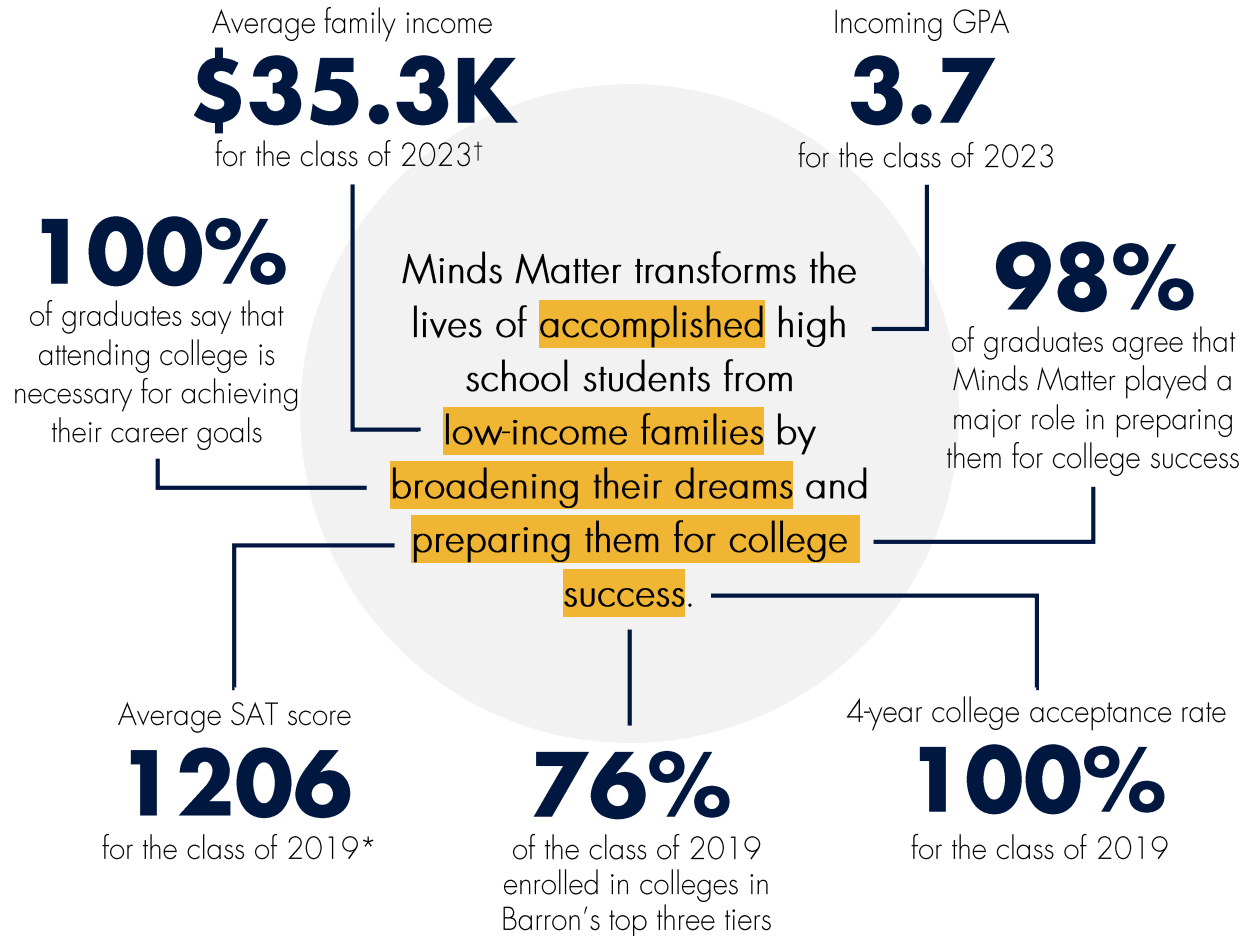 Average family income
$35.3K
for the class of 2023†
Incoming GPA
3.7
for the class of 2023
100%
of graduates say that
attending college is
necessary for achieving
their career goals
Minds Matter transforms the
lives of accomplished high
school students from
low-income families by
broadening their dreams and
preparing them for college
success.
98%
of graduates agree that
Minds Matter played a
major role in preparing
them for college success
Average SAT score
1206
for the class of 2019*
76%
of the class of 2019
enrolled in colleges in
Barron's top three tiers
4-year college acceptance rate
100%
for the class of 2019